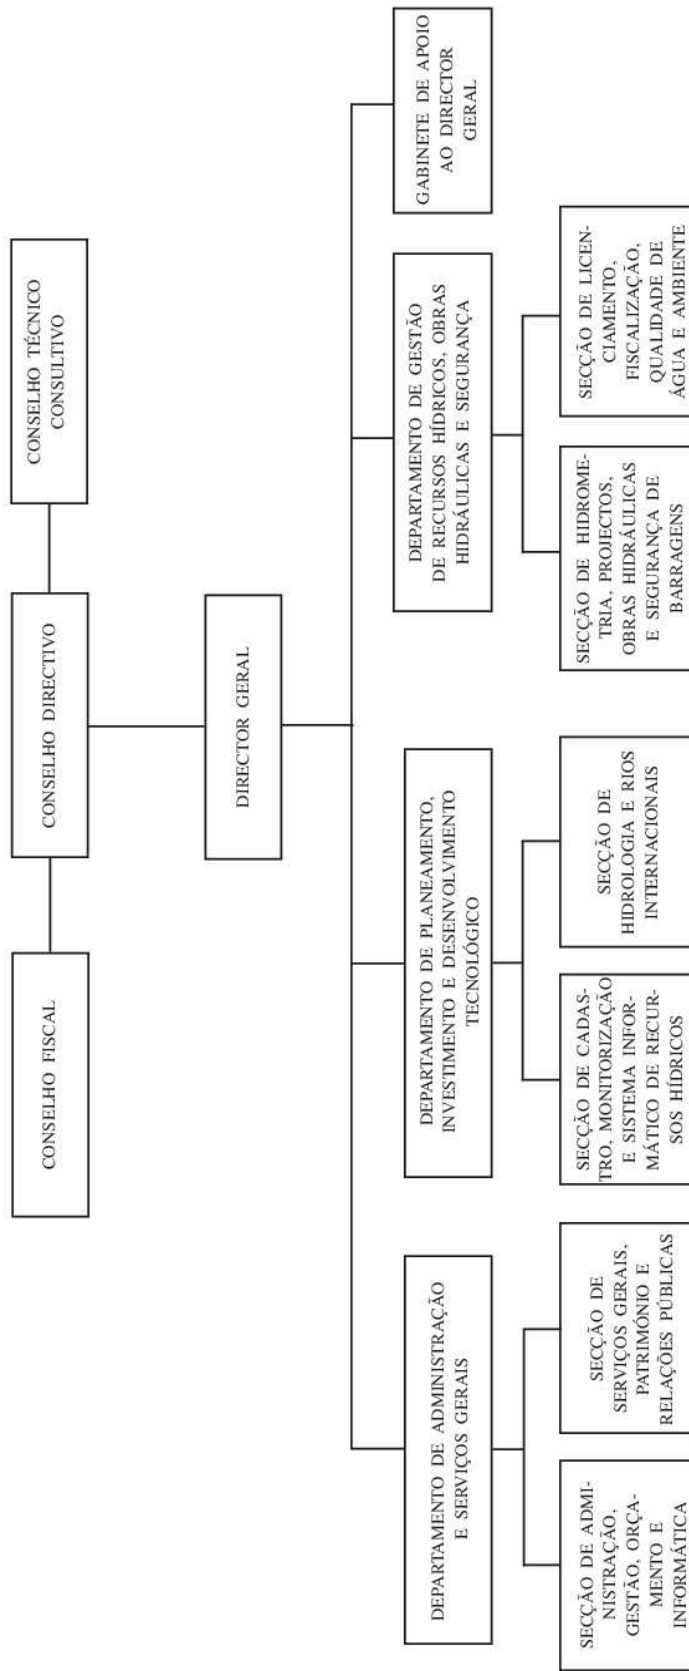 CONSELHO FISCAL
CONSELHO DIRECTIVO
CONSELHO TÉCNICO
CONSULTIVO
DIRECTOR GERAL
DEPARTAMENTO DE ADMINISTRAÇÃO
E SERVIÇOS GERAIS
DEPARTAMENTO DE PLANEAMENTO,
INVESTIMENTO E DESENVOLVIMENTO
TECNOLÓGICO
DEPARTAMENTO DE GESTÃO
DE RECURSOS HÍDRICOS, OBRAS
HIDRÁULICAS E SEGURANÇA
GABINETE DE APOIO
AO DIRECTOR
GERAL
SECÇÃO DE ADMI-
NISTRAÇÃO,
GESTÃO, ORÇA-
MENTO E
INFORMÁTICA
SECÇÃO DE
SERVIÇOS GERAIS,
PATRIMÓNIO E
RELAÇÕES PÚBLICAS
SECÇÃO DE CADAS-
TRO, MONITORIZAÇÃO
E SISTEMA INFOR-
MÁTICO DE RECUR-
SOS HÍDRICOS
SECÇÃO DE
HIDROLOGIA E RIOS
INTERNACIONAIS
SECÇÃO DE HIDROME-
TRIA, PROJECTOS,
OBRAS HIDRÁULICAS
E SEGURANÇA DE
BARRAGENS
SECÇÃO DE LICEN-
CIAMENTO,
FISCALIZAÇÃO,
QUALIDADE DE
ÁGUA E AMBIENTE